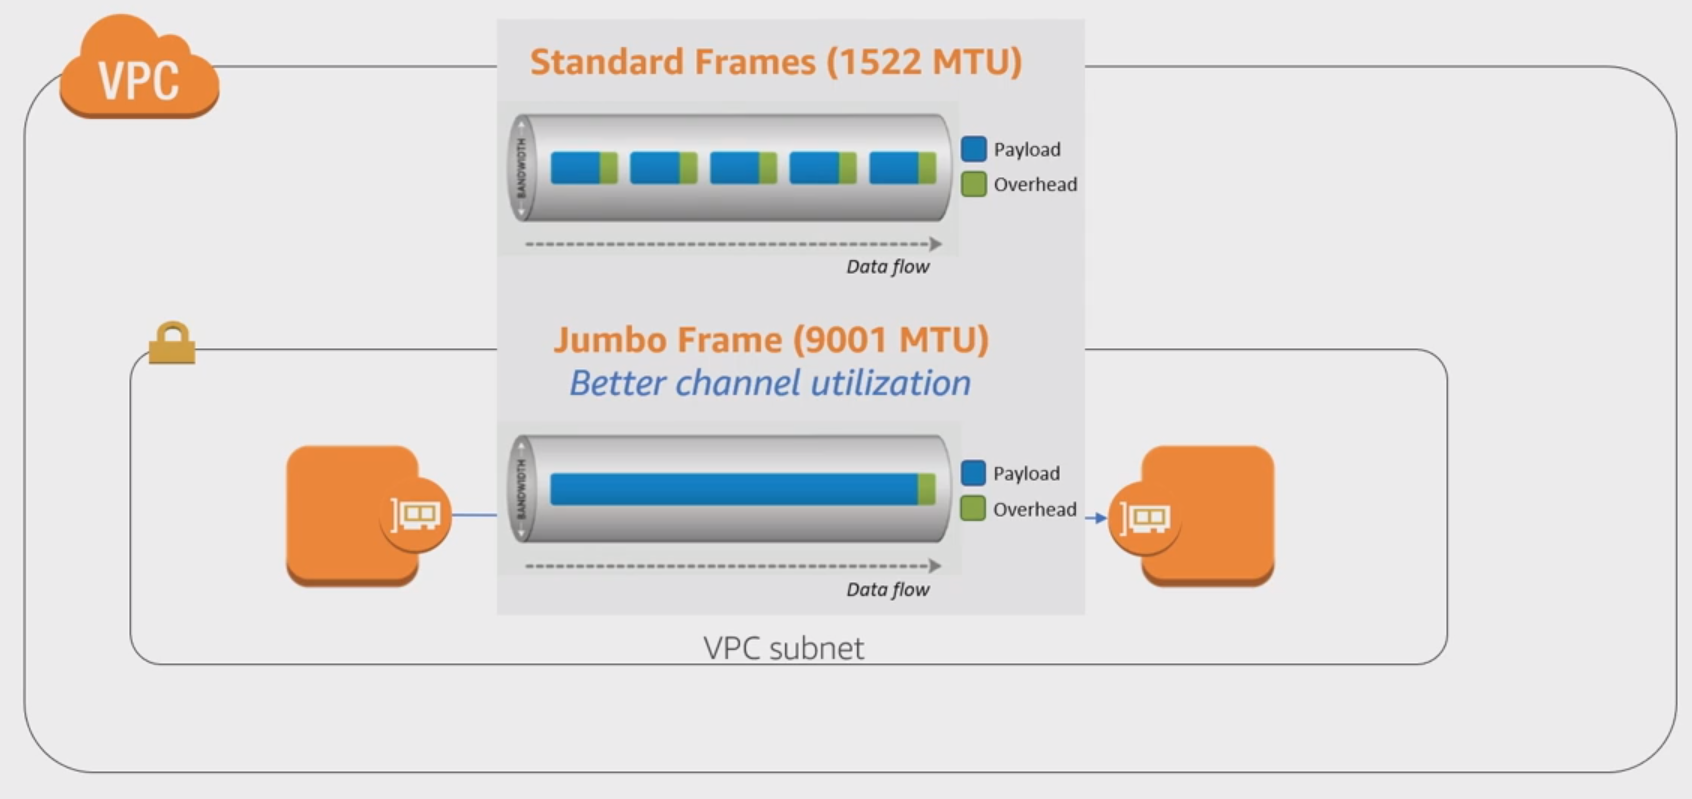 VPC
Standard Frames (1522 MTU)
BANDWIDTH
Payload
Overhead
Data flow
Jumbo Frame (9001 MTU)
Better channel utilization
BANDWIDTH
Payload
Overhead
Data flow
VPC subnet